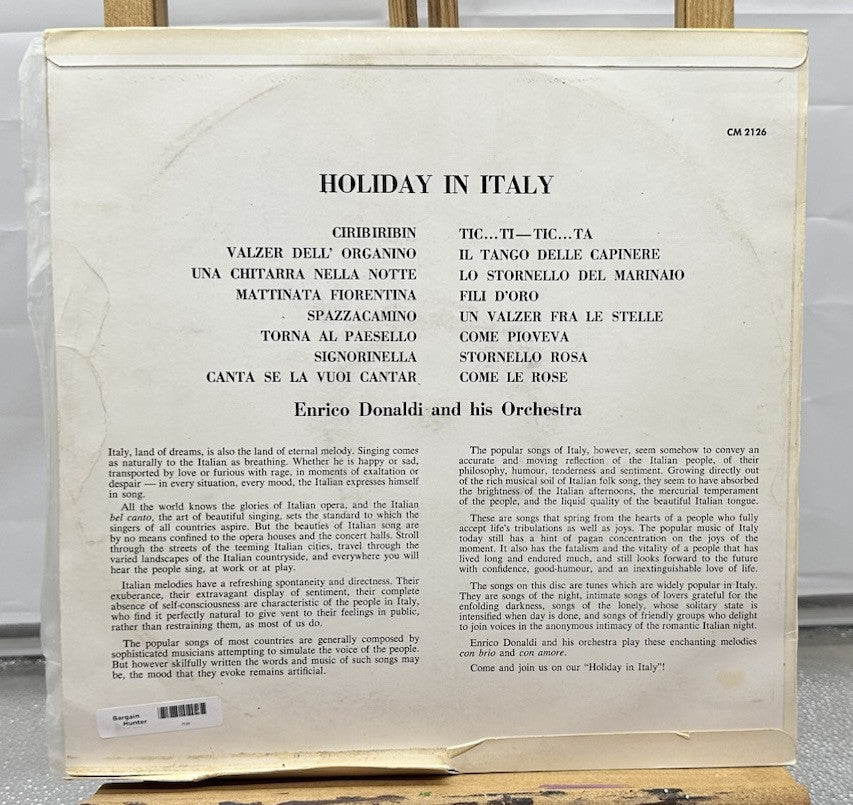 CM 2126
HOLIDAY IN ITALY
CIRIBIRIBIN
VALZER DELL' ORGANINO
UNA CHITARRA NELLA NOTTE
MATTINATA FIORENTINA
SPAZZACAMINO
TORNA AL PAESELLO
SIGNORINELLA
CANTA SE LA VUOI CANTAR
TIC...TI—TIC...TA
IL TANGO DELLE CAPINERE
LO STORNELLO DEL MARINAIO
FILI D'ORO
UN VALZER FRA LE STELLE
COME PIOVEVA
STORNELLO ROSA
COME LE ROSE
Enrico Donaldi and his Orchestra
Italy, land of dreams, is also the land of eternal melody. Singing comes
as naturally to the Italian as breathing. Whether he is happy or sad,
transported by love or furious with rage, in moments of exaltation or
despair — in every situation, every mood, the Italian expresses himself
in song.
All the world knows the glories of Italian opera, and the Italian
bel canto, the art of beautiful singing, sets the standard to which the
singers of all countries aspire. But the beauties of Italian song are
by no means confined to the opera houses and the concert halls. Stroll
through the streets of the teeming Italian cities, travel through the
varied landscapes of the Italian countryside, and everywhere you will
hear the people sing, at work or at play.
Italian melodies have a refreshing spontaneity and directness. Their
exuberance, their extravagant display of sentiment, their complete
absence of self-consciousness are characteristic of the people in Italy,
who find it perfectly natural to give vent to their feelings in public,
rather than restraining them, as most of us do.
The popular songs of most countries are generally composed by
sophisticated musicians attempting to simulate the voice of the people.
But however skilfully written the words and music of such songs may
be, the mood that they evoke remains artificial.
The popular songs of Italy, however, seem somehow to convey an
accurate and moving reflection of the Italian people, of their
philosophy, humour, tenderness and sentiment. Growing directly out
of the rich musical soil of Italian folk song, they seem to have absorbed
the brightness of the Italian afternoons, the mercurial temperament
of the people, and the liquid quality of the beautiful Italian tongue.
These are songs that spring from the hearts of a people who fully
accept life's tribulations as well as joys. The popular music of Italy
today still has a hint of pagan concentration on the joys of the
moment. It also has the fatalism and the vitality of a people that has
lived long and endured much, and still looks forward to the future
with confidence, good-humour, and an inextinguishable love of life.
The songs on this disc are tunes which are widely popular in Italy.
They are songs of the night, intimate songs of lovers grateful for the
enfolding darkness, songs of the lonely, whose solitary state is
intensified when day is done, and songs of friendly groups who delight
to join voices in the anonymous intimacy of the romantic Italian night.
Enrico Donaldi and his orchestra play these enchanting melodies
con brio and con amore.
Come and join us on our "Holiday in Italy"!
Bargain
Hunter